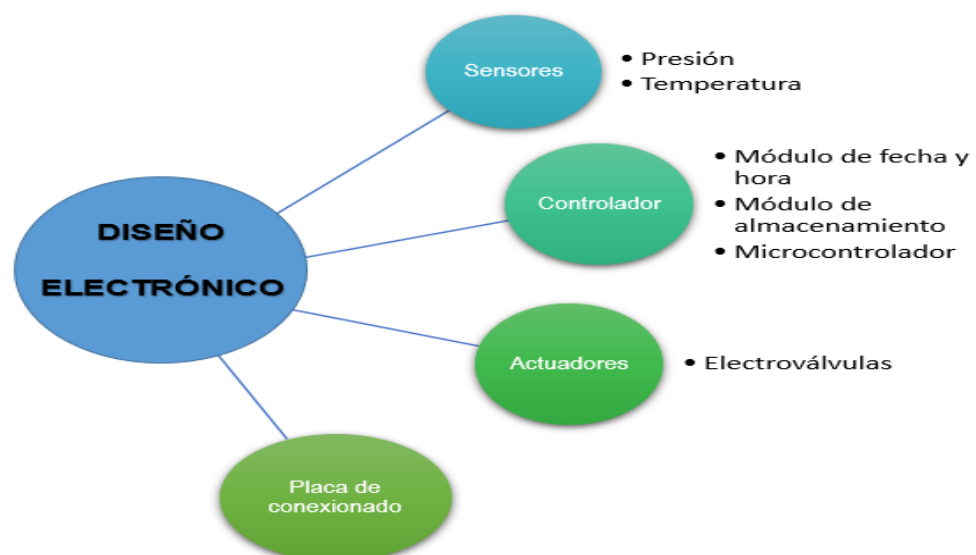 Sensores
• Presión
• Temperatura
Controlador
• Módulo de fecha y
hora
• Módulo de
almacenamiento
• Microcontrolador
DISEÑO
ELECTRÓNICO
Actuadores
• Electroválvulas
Placa de
conexionado